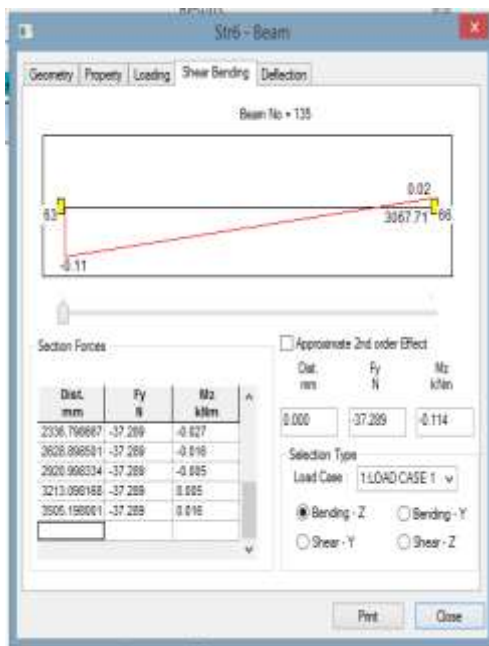 Str6 - Beam
Geometry Property Loading Shear Bending Deflection
Beam No = 135
0.02
63 3067.71 66
-0.11
Section Forces
Approximate 2nd order Effect
Dist. mm Fy N Mz kNm
0.000 -37.289 -0.114
Dist. mm Fy N Mz kNm
2336.798667 -37.289 -0.027
2628.898501 -37.289 -0.016
2920.998334 -37.289 -0.005
3213.098168 -37.289 0.005
3505.198001 -37.289 0.016
Selection Type
Load Case 1:LOAD CASE 1
Bending - Z Bending - Y
Shear - Y Shear - Z
Print Close